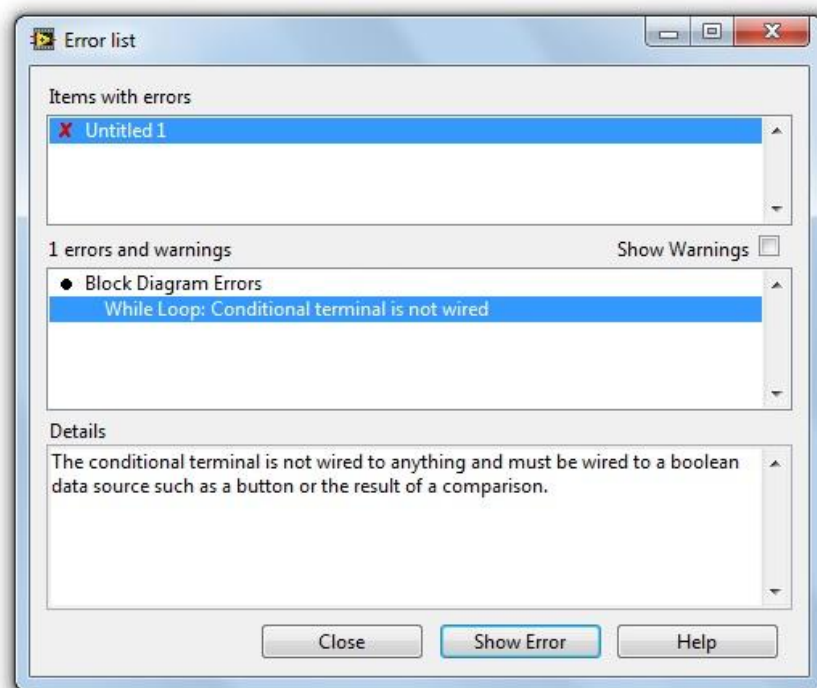 Error list
Items with errors
Untitled 1
1 errors and warnings
Show Warnings
Block Diagram Errors
While Loop: Conditional terminal is not wired
Details
The conditional terminal is not wired to anything and must be wired to a boolean
data source such as a button or the result of a comparison.
Close
Show Error
Help